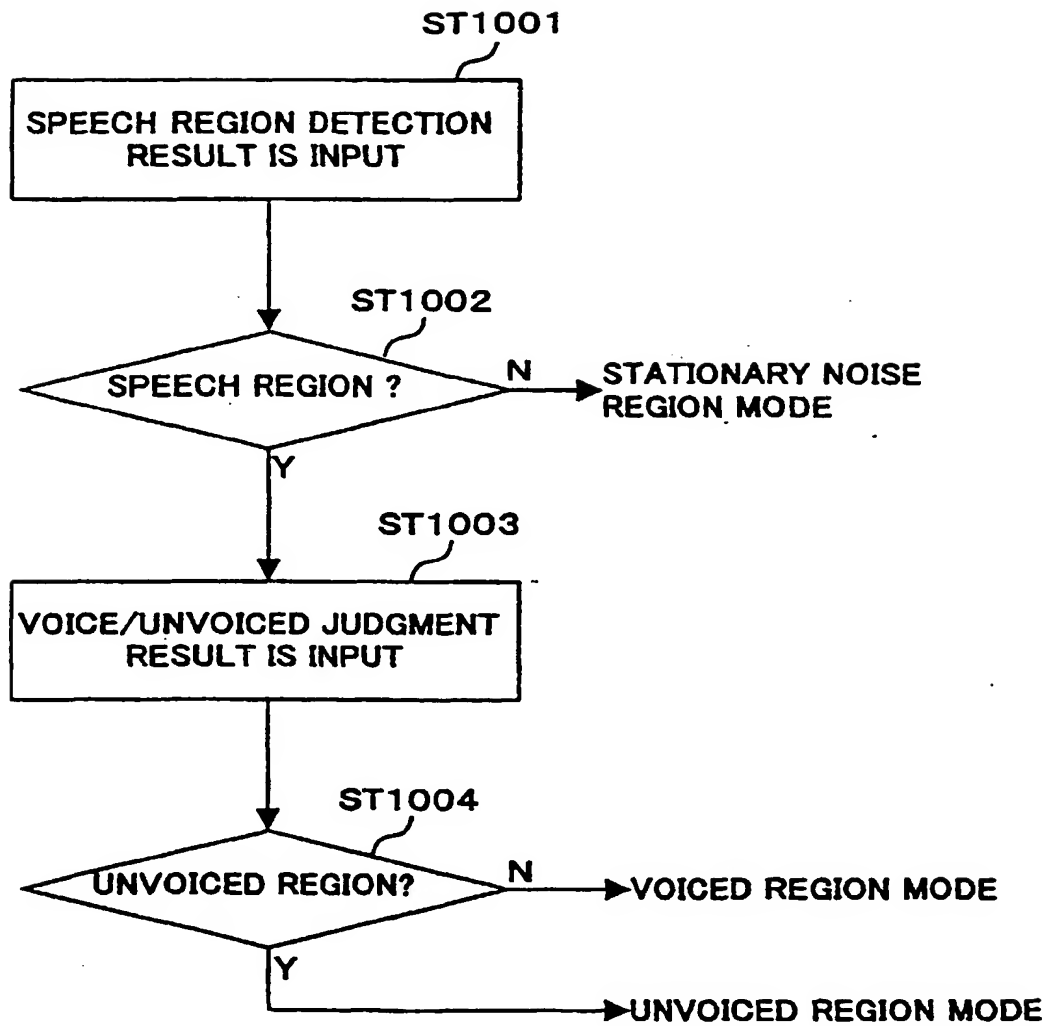 ST1001
SPEECH REGION DETECTION
RESULT IS INPUT
ST1002
SPEECH REGION ?
N
STATIONARY NOISE
REGION MODE
Y
ST1003
VOICE/UNVOICED JUDGMENT
RESULT IS INPUT
ST1004
UNVOICED REGION?
N
VOICED REGION MODE
Y
UNVOICED REGION MODE